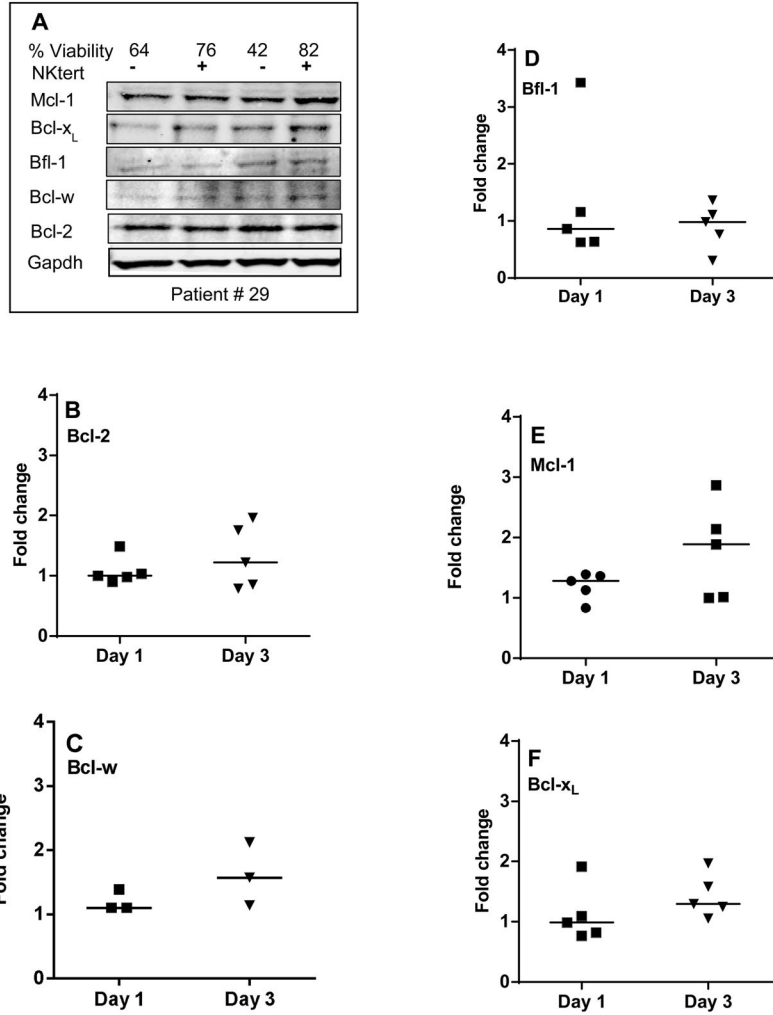 A
% Viability 64 76 42 82
NKtert - + - +
Mcl-1
Bcl-xL
Bfl-1
Bcl-w
Bcl-2
Gapdh
Patient # 29
B
Bcl-2
Fold change
4
3
2
1
0
Day 1 Day 3
C
Bcl-w
Fold change
4
3
2
1
0
Day 1 Day 3
D
Bfl-1
Fold change
4
3
2
1
0
Day 1 Day 3
E
Mcl-1
Fold change
4
3
2
1
0
Day 1 Day 3
F
Bcl-xL
Fold change
4
3
2
1
0
Day 1 Day 3